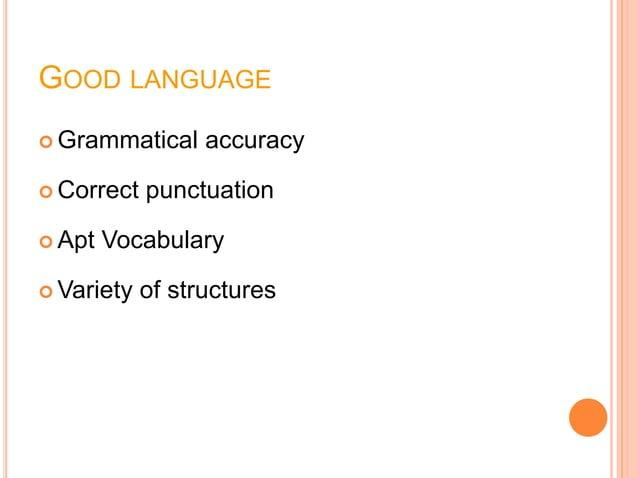 GOOD LANGUAGE
Grammatical accuracy
Correct punctuation
Apt Vocabulary
Variety of structures